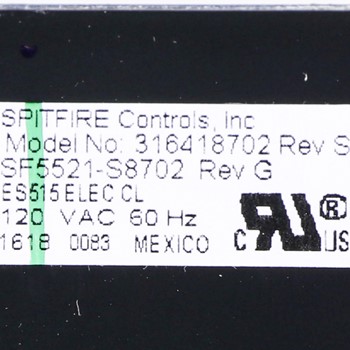 SPITFIRE Controls, Inc
Model No: 316418702 Rev S
SF5521-S8702 Rev G
ES515 ELEC CL
120 VAC 60 Hz
1618 0083 MEXICO
C RU ® US